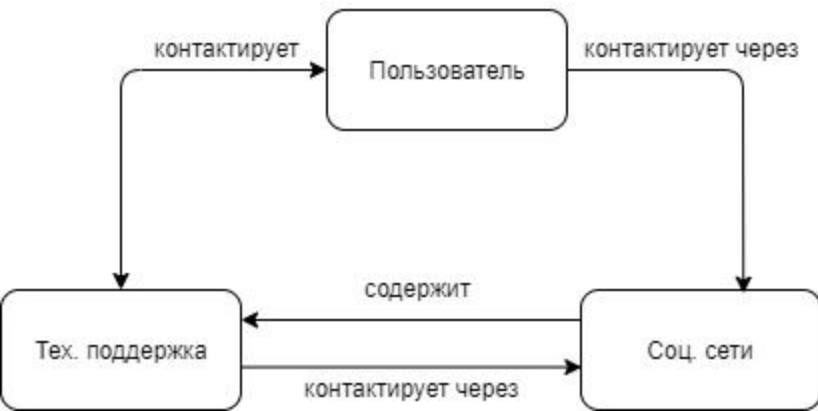 контактирует
Пользователь
контактирует через
содержит
Тех. поддержка
Соц. сети
контактирует через